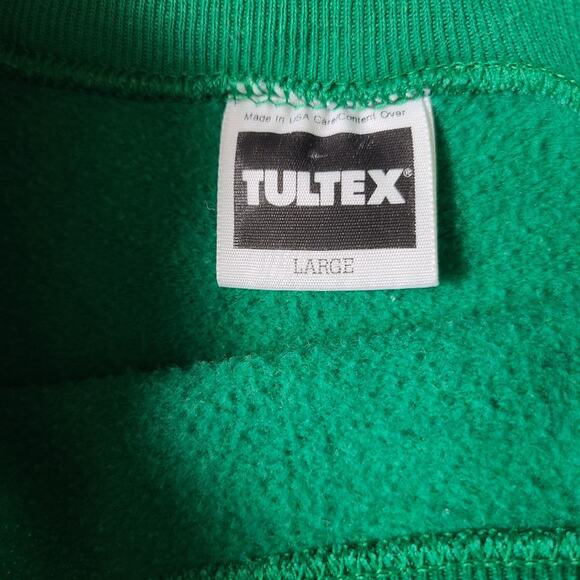 Made In USA Care/Content Over
TULTEX®
LARGE